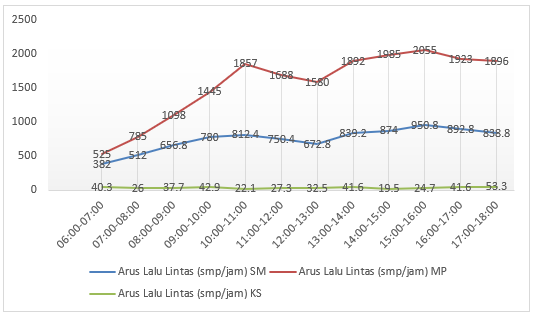 2500
2000
1500
1000
500
0
525 785 1098 1445 1857 1688 1580 1892 1985 2055 1923 1896
382 512 656.8 780 812.4 750.4 672.8 839.2 874 950.8 892.8 838.8
40.3 26 37.7 42.9 22.1 27.3 32.5 41.6 19.5 24.7 41.6 53.3
06:00-07:00 07:00-08:00 08:00-09:00 09:00-10:00 10:00-11:00 11:00-12:00 12:00-13:00 13:00-14:00 14:00-15:00 15:00-16:00 16:00-17:00 17:00-18:00
Arus Lalu Lintas (smp/jam) SM Arus Lalu Lintas (smp/jam) MP
Arus Lalu Lintas (smp/jam) KS